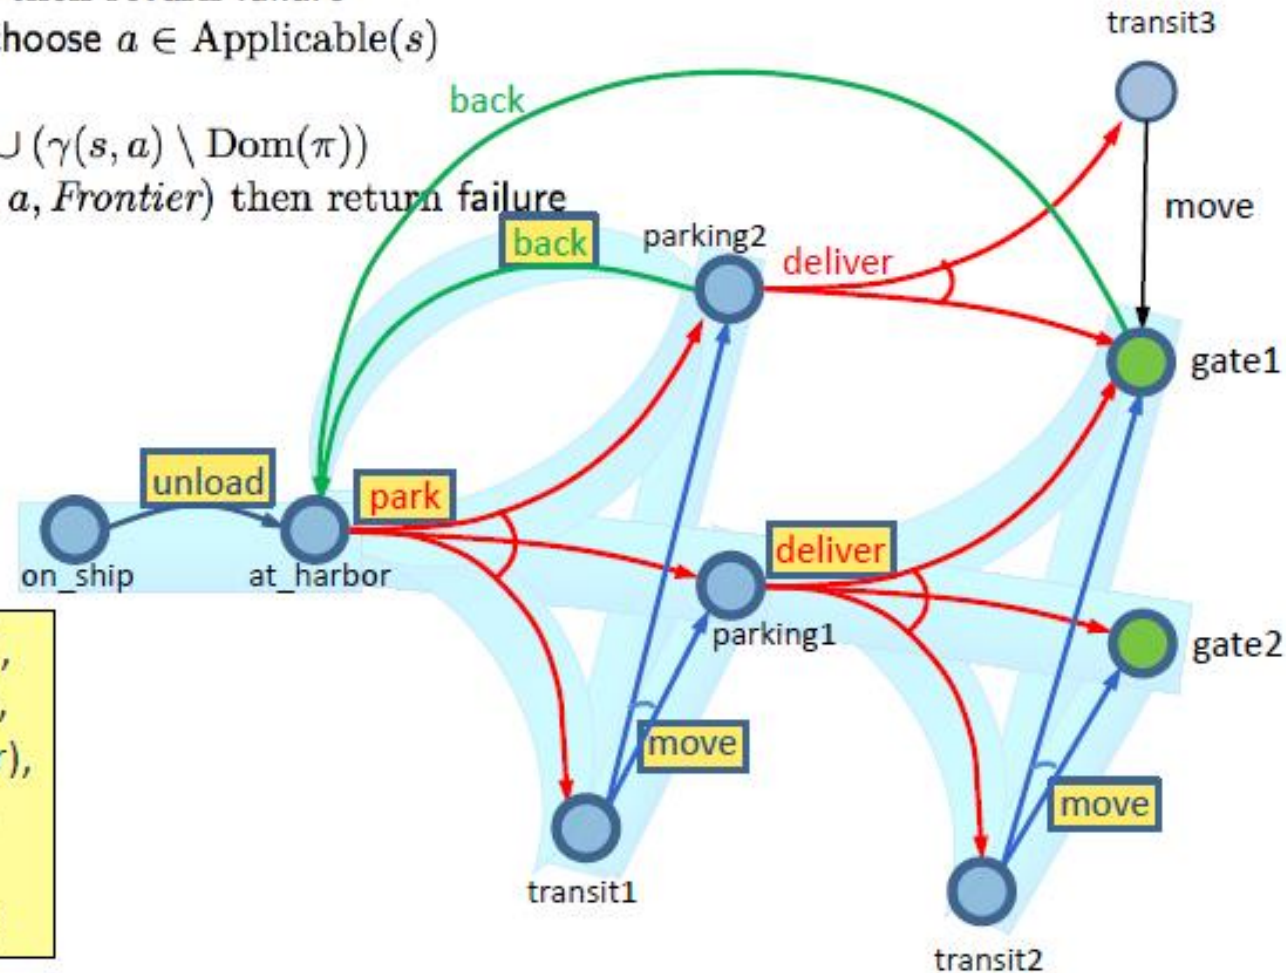 choose a ∈ Applicable(s)
∪ (γ(s, a) \ Dom(π))
a, Frontier) then return failure
transit3
back
move
back
parking2
deliver
gate1
unload
park
deliver
on_ship
at_harbor
parking1
gate2
move
move
transit1
transit2